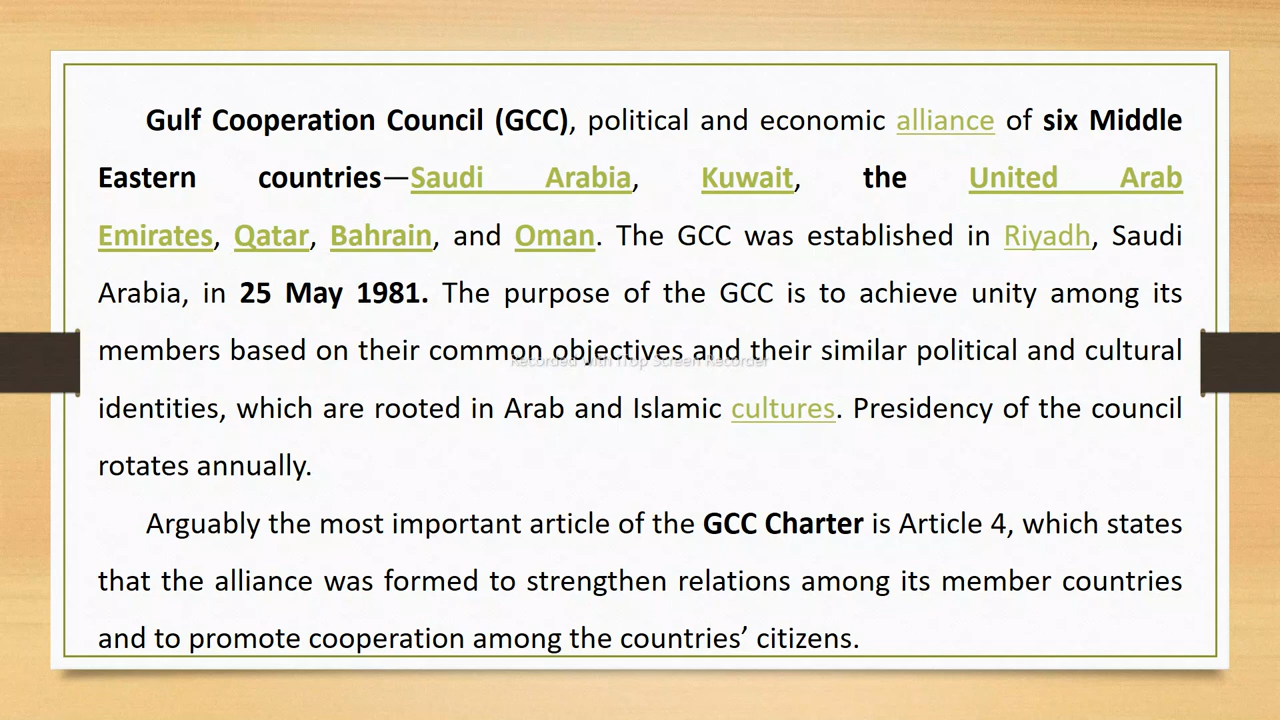 Gulf Cooperation Council (GCC), political and economic alliance of six Middle
Eastern countries—Saudi Arabia, Kuwait, the United Arab
Emirates, Qatar, Bahrain, and Oman. The GCC was established in Riyadh, Saudi
Arabia, in 25 May 1981. The purpose of the GCC is to achieve unity among its
members based on their common objectives and their similar political and cultural
Recorded with iTop Screen Recorder
identities, which are rooted in Arab and Islamic cultures. Presidency of the council
rotates annually.
Arguably the most important article of the GCC Charter is Article 4, which states
that the alliance was formed to strengthen relations among its member countries
and to promote cooperation among the countries’ citizens.